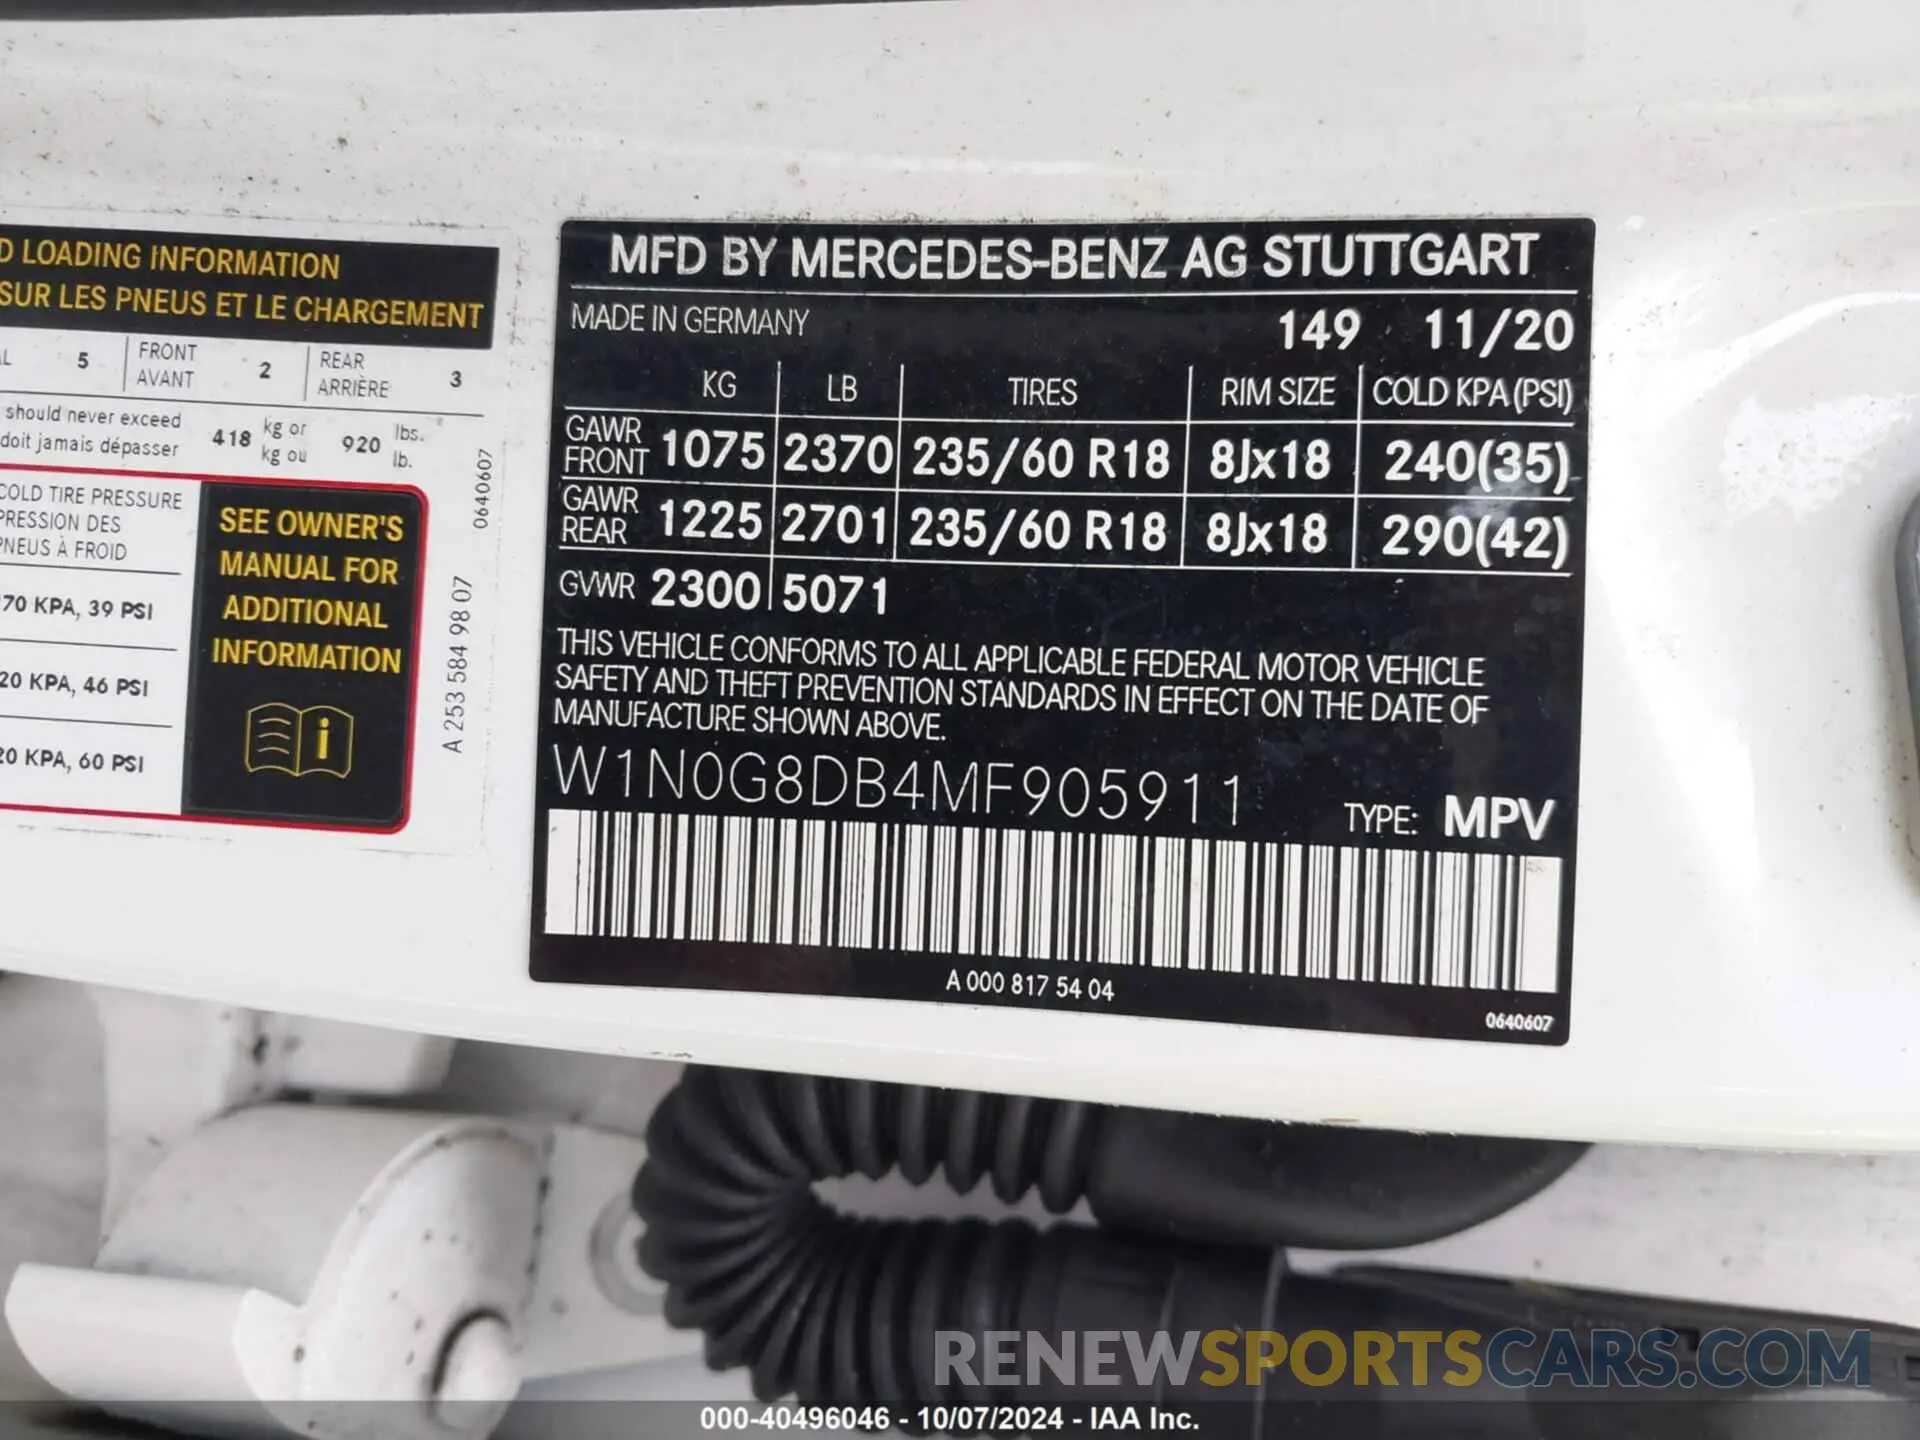 D LOADING INFORMATION
SUR LES PNEUS ET LE CHARGEMENT
L 5 FRONT AVANT 2 REAR ARRIÈRE 3
should never exceed
doit jamais dépasser
418 kg or kg ou 920 lbs. lb.
COLD TIRE PRESSURE
PRESSION DES
PNEUS À FROID
70 KPA, 39 PSI
20 KPA, 46 PSI
20 KPA, 60 PSI
SEE OWNER'S
MANUAL FOR
ADDITIONAL
INFORMATION
i
A 253 584 98 07
0640607
MFD BY MERCEDES-BENZ AG STUTTGART
MADE IN GERMANY 149 11/20
KG LB TIRES RIM SIZE COLD KPA (PSI)
GAWR FRONT 1075 2370 235/60 R18 8Jx18 240(35)
GAWR REAR 1225 2701 235/60 R18 8Jx18 290(42)
GVWR 2300 5071
THIS VEHICLE CONFORMS TO ALL APPLICABLE FEDERAL MOTOR VEHICLE
SAFETY AND THEFT PREVENTION STANDARDS IN EFFECT ON THE DATE OF
MANUFACTURE SHOWN ABOVE.
W1N0G8DB4MF905911 TYPE: MPV
A 000 817 54 04
0640607
RENEWSPORTSCARS.COM
000-40496046 - 10/07/2024 - IAA Inc.